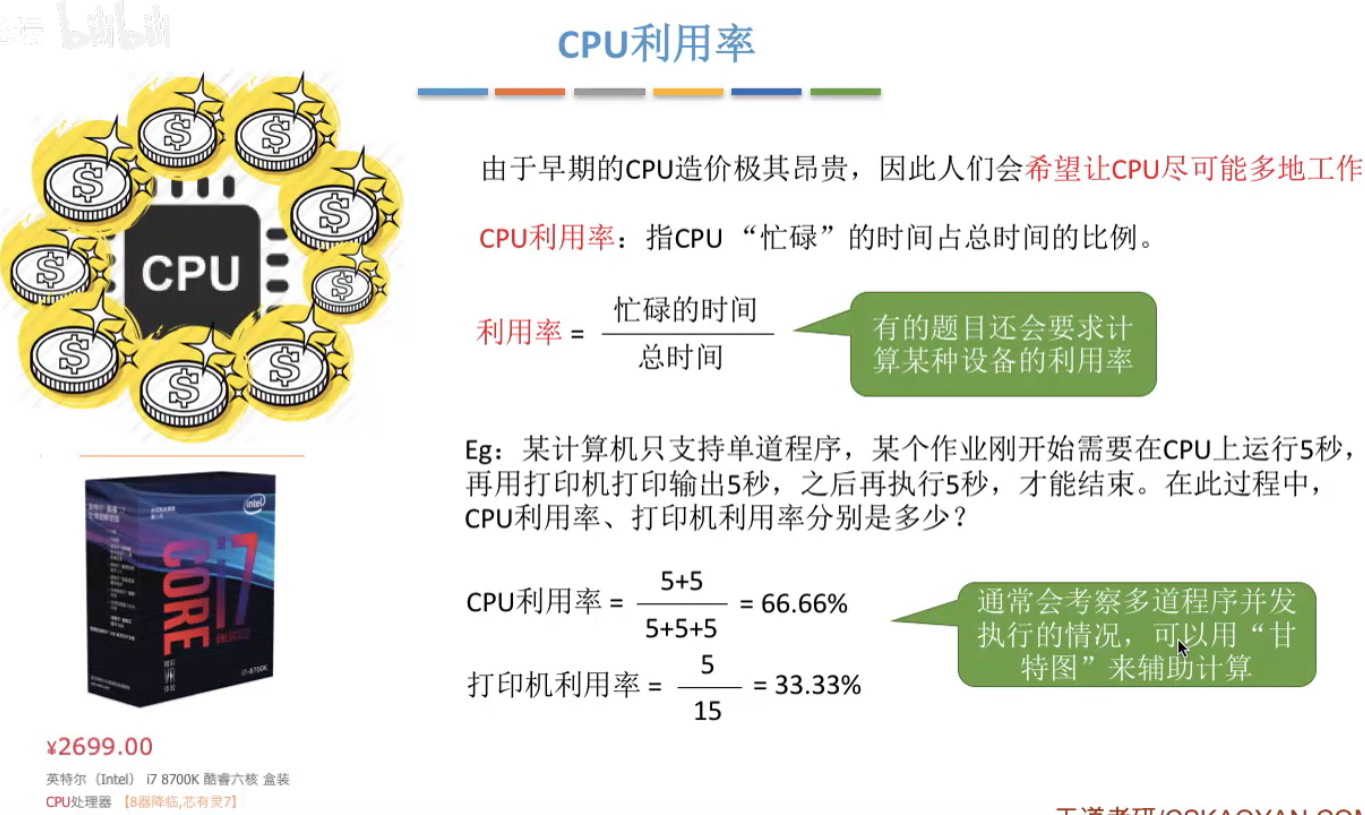 坛 bilibili
CPU利用率
由于早期的CPU造价极其昂贵，因此人们会希望让CPU尽可能多地工作
CPU
CPU利用率：指CPU “忙碌”的时间占总时间的比例。
利用率 = 忙碌的时间
总时间
有的题目还会要求计
算某种设备的利用率
Eg：某计算机只支持单道程序，某个作业刚开始需要在CPU上运行5秒，
再用打印机打印输出5秒，之后再执行5秒，才能结束。在此过程中，
CPU利用率、打印机利用率分别是多少？
CPU利用率 = 5+5
5+5+5
= 66.66%
打印机利用率 = 5
15
= 33.33%
通常会考察多道程序并发
执行的情况，可以用“甘
特图”来辅助计算
intel
CORE i7
UNLOCKED
i7-8700K
¥2699.00
英特尔（Intel） i7 8700K 酷睿六核 盒装
CPU处理器 【8器降临,芯有灵7】
王道考研/CSKAOYAN.COM